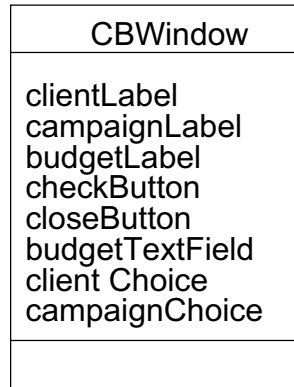 CBWindow
clientLabel
campaignLabel
budgetLabel
checkButton
closeButton
budgetTextField
client Choice
campaignChoice